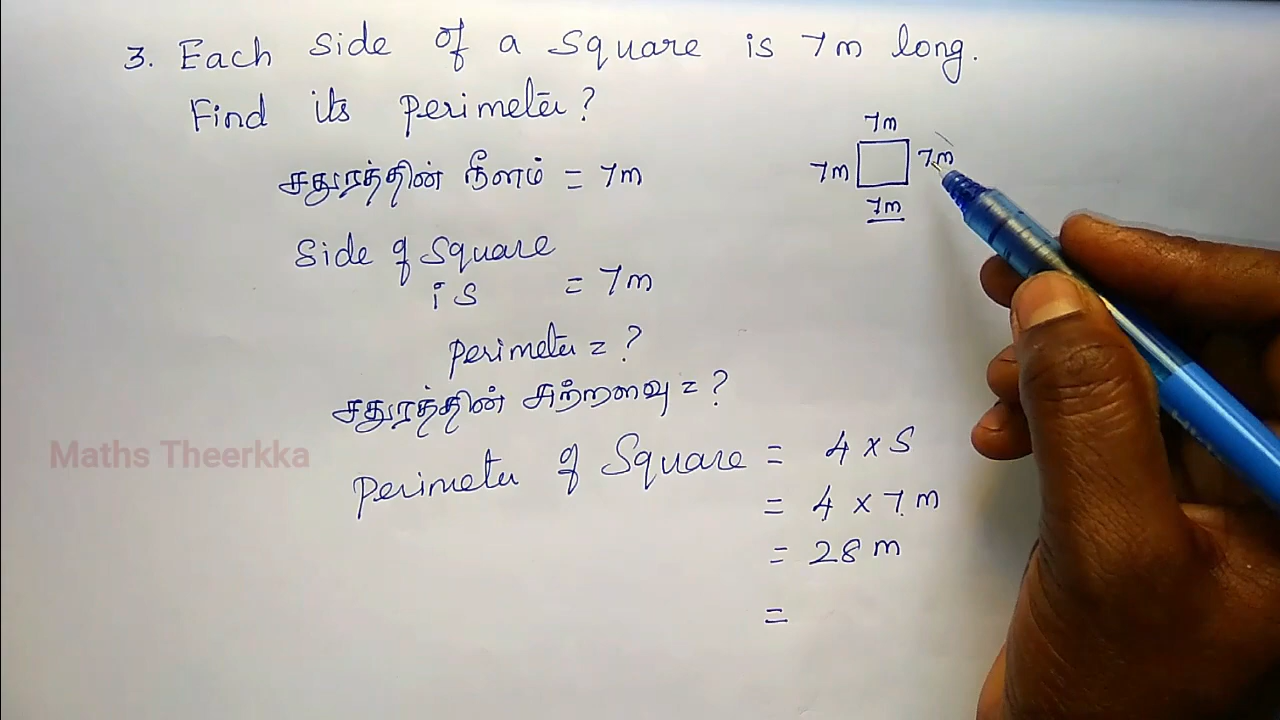 3. Each side of a square is 7m long.
Find its perimeter?
7m
7m
7m
7m
சதுரத்தின் நீளம் = 7m
Side of Square
is = 7m
perimeter = ?
சதுரத்தின் சுற்றளவு = ?
Maths Theerkka
Perimeter of Square = 4 x S
= 4 x 7 m
= 28 m
=